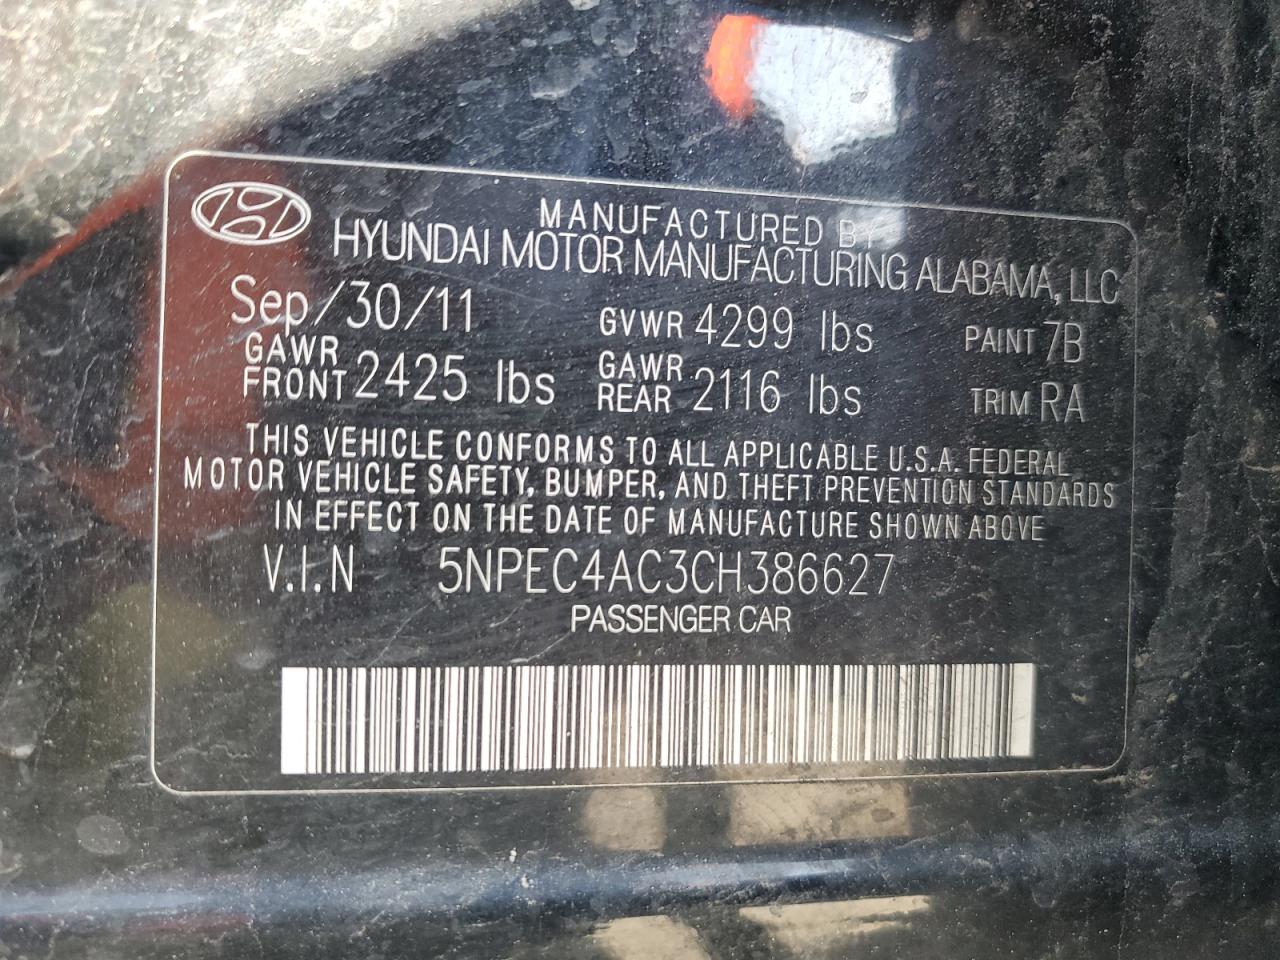 MANUFACTURED BY
HYUNDAI MOTOR MANUFACTURING ALABAMA, LLC
Sep/30/11 GVWR 4299 lbs PAINT 7B
GAWR FRONT 2425 lbs GAWR REAR 2116 lbs TRIM RA
THIS VEHICLE CONFORMS TO ALL APPLICABLE U.S.A. FEDERAL
MOTOR VEHICLE SAFETY, BUMPER, AND THEFT PREVENTION STANDARDS
IN EFFECT ON THE DATE OF MANUFACTURE SHOWN ABOVE
V.I.N 5NPEC4AC3CH386627
PASSENGER CAR